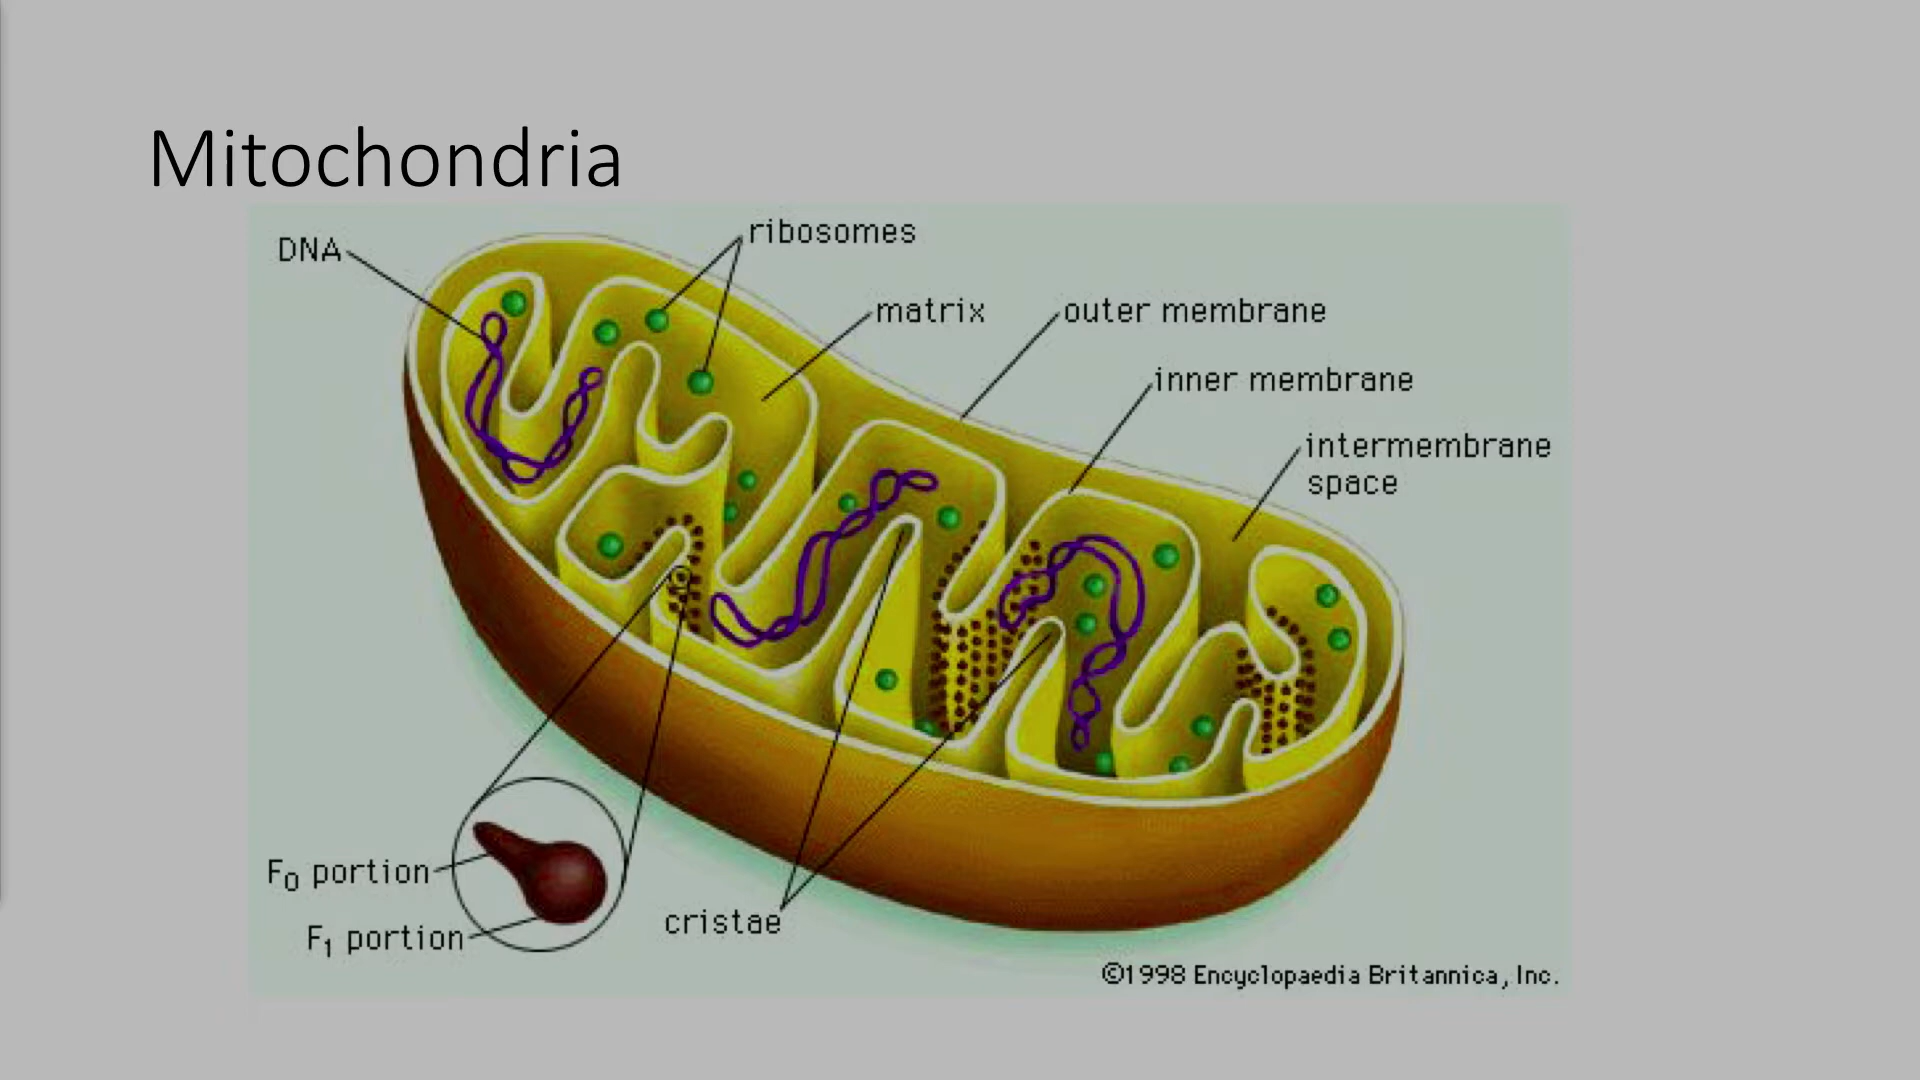 Mitochondria
DNA
ribosomes
matrix
outer membrane
inner membrane
intermembrane
space
F0 portion
F1 portion
cristae
©1998 Encyclopaedia Britannica, Inc.